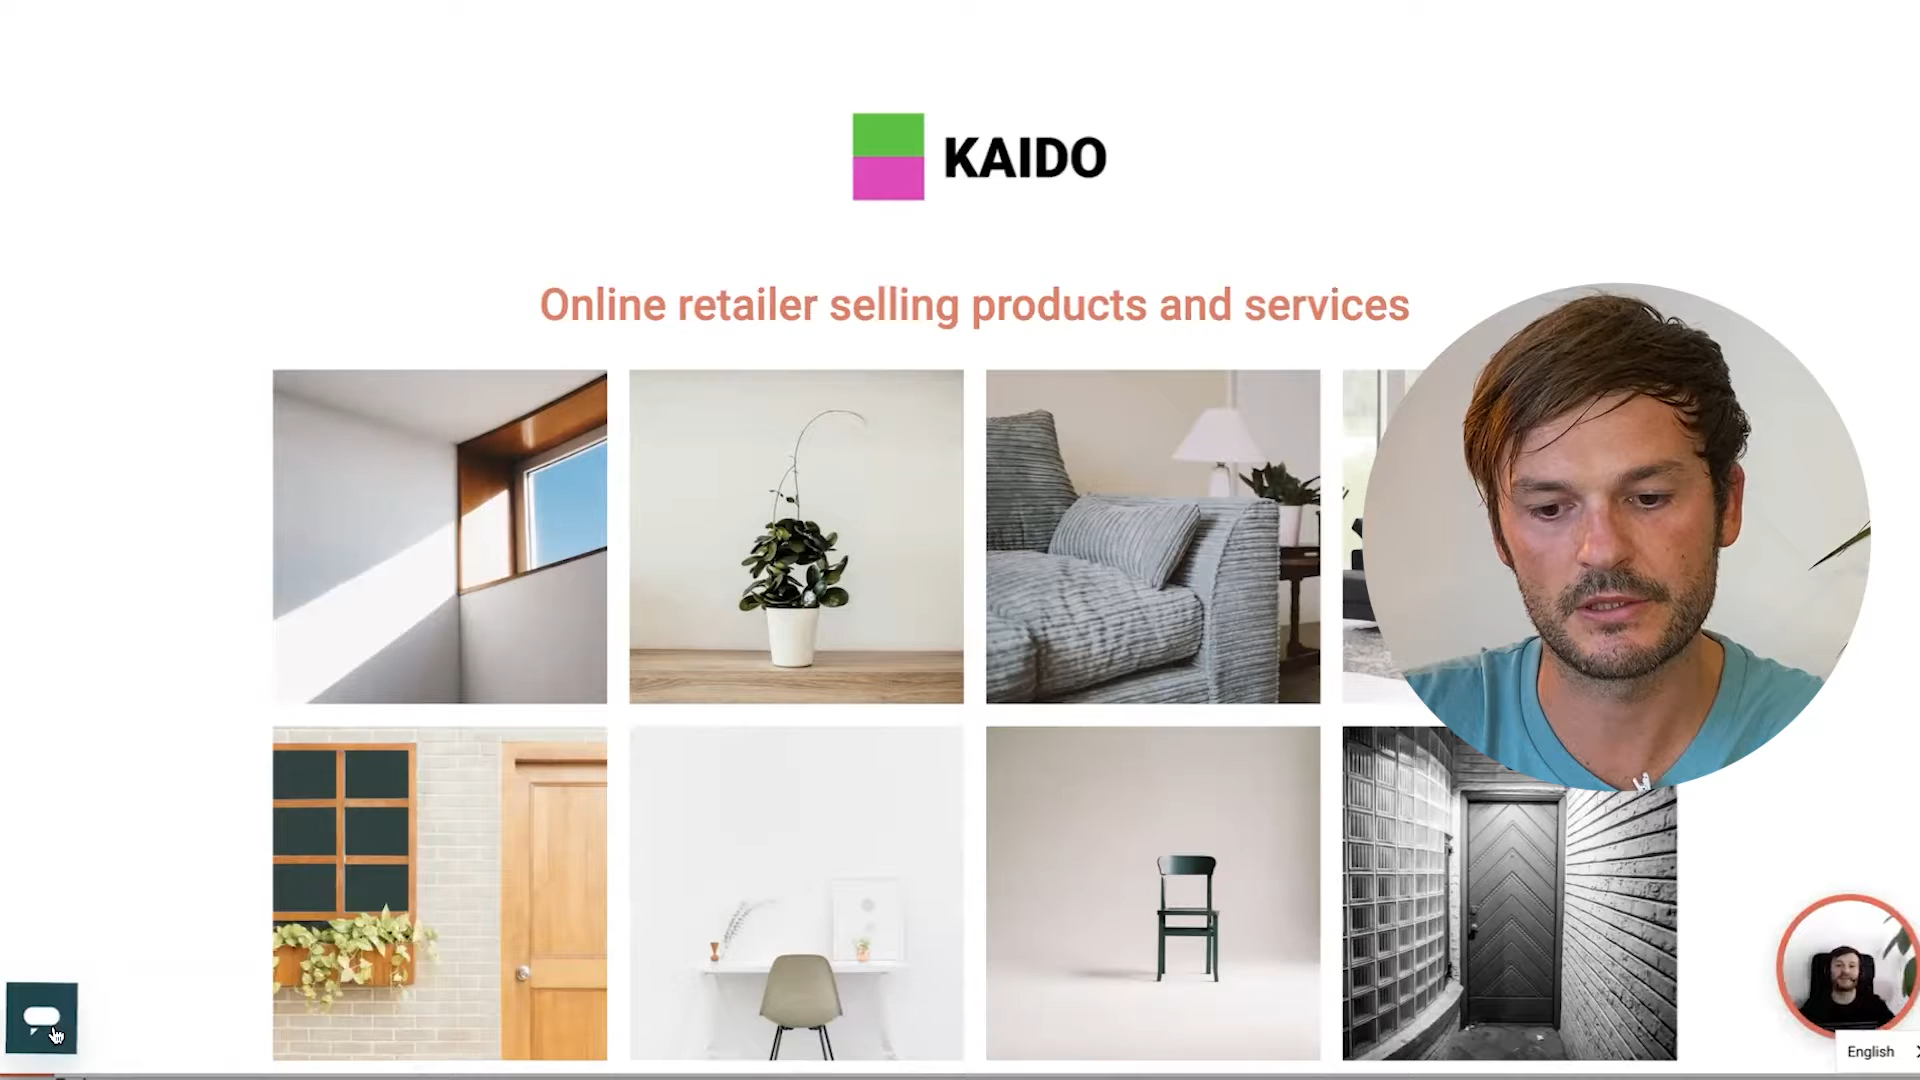 KAIDO
Online retailer selling products and services
English